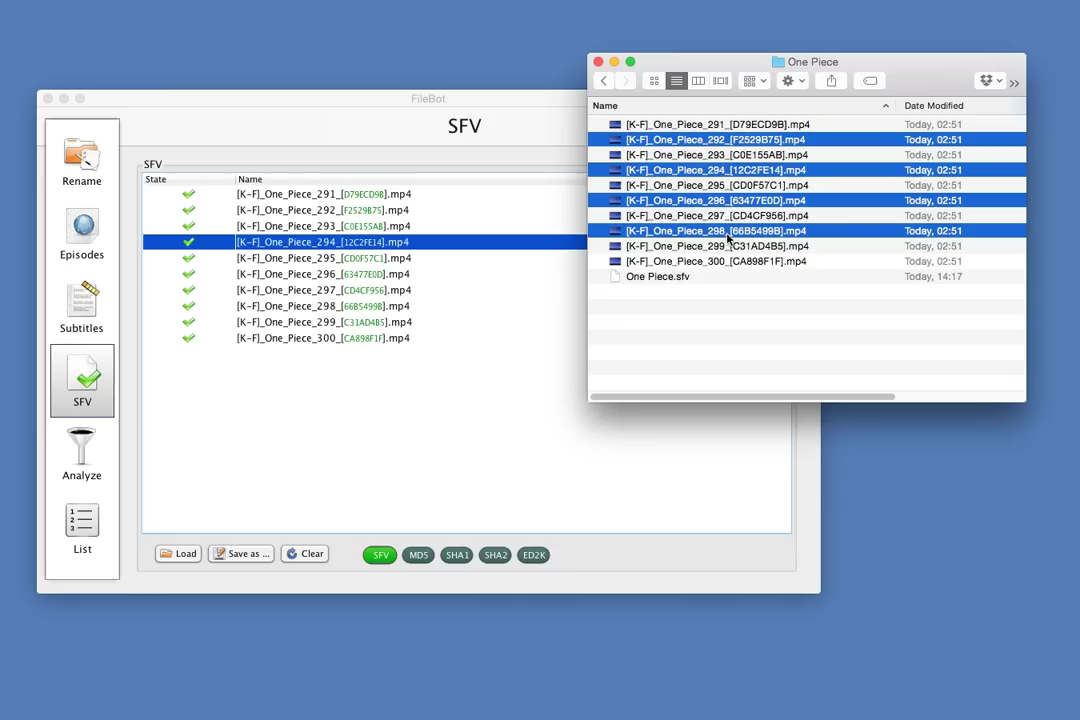 FileBot
SFV
Rename
Episodes
Subtitles
SFV
Analyze
List
SFV
State Name
[K-F]_One_Piece_291_[D79ECD9B].mp4
[K-F]_One_Piece_292_[F2529B75].mp4
[K-F]_One_Piece_293_[C0E155AB].mp4
[K-F]_One_Piece_294_[12C2FE14].mp4
[K-F]_One_Piece_295_[CD0F57C1].mp4
[K-F]_One_Piece_296_[63477E0D].mp4
[K-F]_One_Piece_297_[CD4CF956].mp4
[K-F]_One_Piece_298_[66B5499B].mp4
[K-F]_One_Piece_299_[C31AD4B5].mp4
[K-F]_One_Piece_300_[CA898F1F].mp4
Load Save as ... Clear SFV MD5 SHA1 SHA2 ED2K
One Piece
Name Date Modified
[K-F]_One_Piece_291_[D79ECD9B].mp4 Today, 02:51
[K-F]_One_Piece_292_[F2529B75].mp4 Today, 02:51
[K-F]_One_Piece_293_[C0E155AB].mp4 Today, 02:51
[K-F]_One_Piece_294_[12C2FE14].mp4 Today, 02:51
[K-F]_One_Piece_295_[CD0F57C1].mp4 Today, 02:51
[K-F]_One_Piece_296_[63477E0D].mp4 Today, 02:51
[K-F]_One_Piece_297_[CD4CF956].mp4 Today, 02:51
[K-F]_One_Piece_298_[66B5499B].mp4 Today, 02:51
[K-F]_One_Piece_299_[C31AD4B5].mp4 Today, 02:51
[K-F]_One_Piece_300_[CA898F1F].mp4 Today, 02:51
One Piece.sfv Today, 14:17